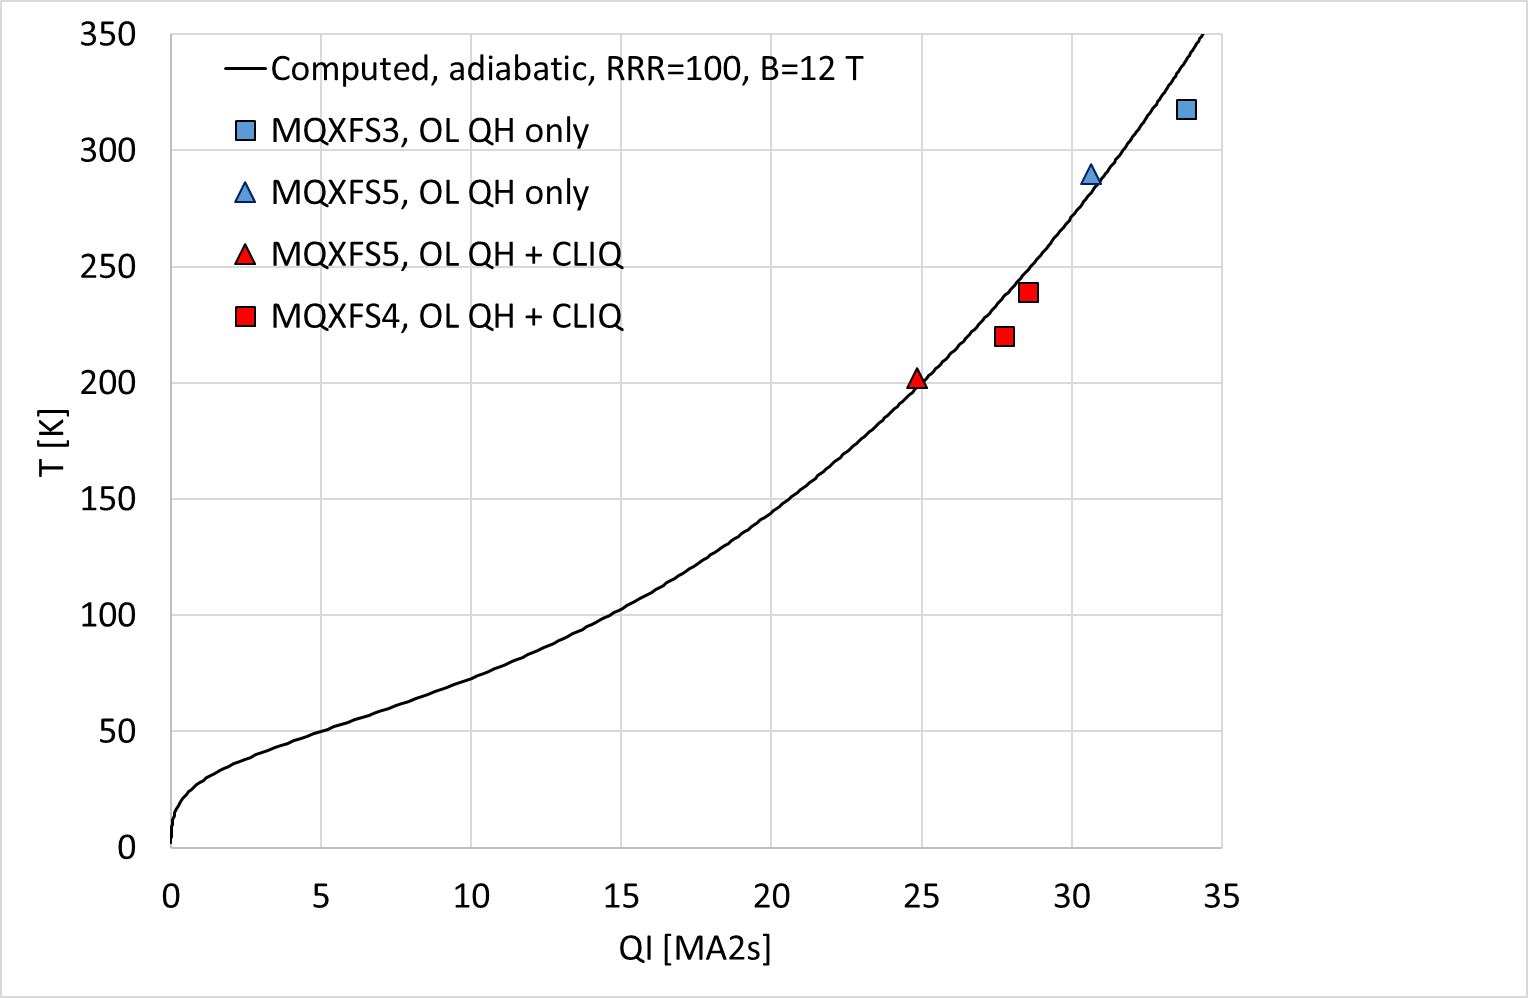 350
300
250
200
150
100
50
0
T [K]
Computed, adiabatic, RRR=100, B=12 T
MQXFS3, OL QH only
MQXFS5, OL QH only
MQXFS5, OL QH + CLIQ
MQXFS4, OL QH + CLIQ
0 5 10 15 20 25 30 35
QI [MA2s]